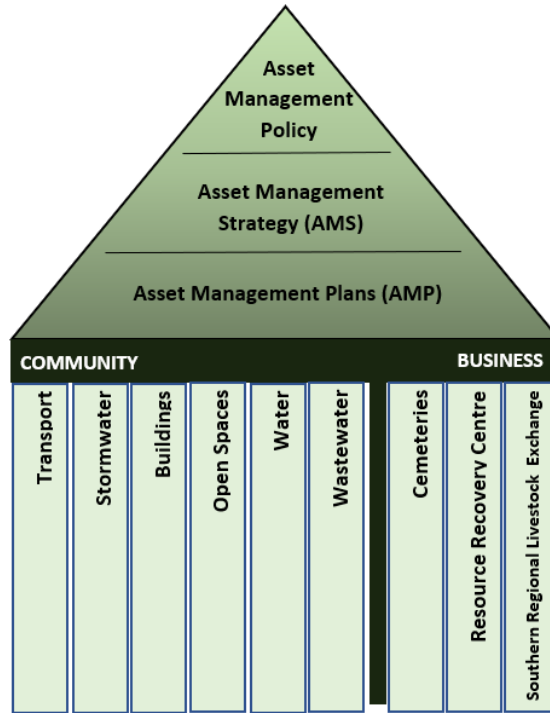 Asset
Management
Policy
Asset Management
Strategy (AMS)
Asset Management Plans (AMP)
COMMUNITY
BUSINESS
Transport
Stormwater
Buildings
Open Spaces
Water
Wastewater
Cemeteries
Resource Recovery Centre
Southern Regional Livestock Exchange